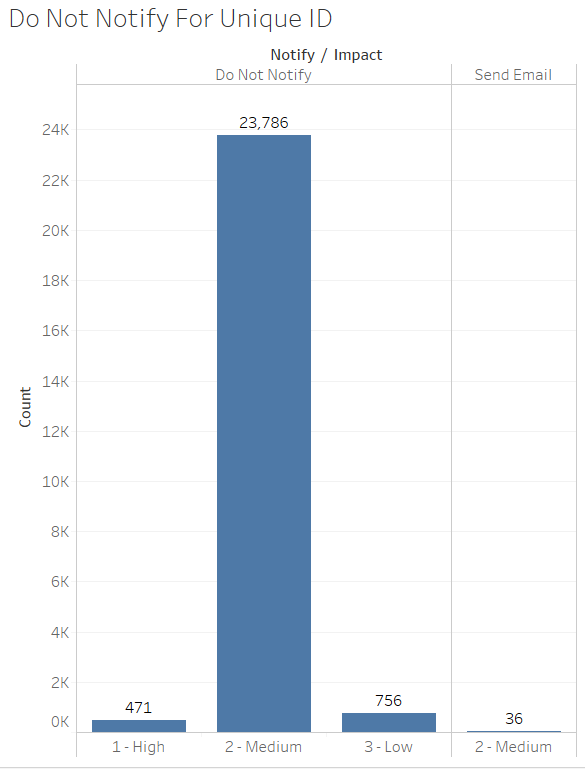 Do Not Notify For Unique ID
Notify / Impact
Do Not Notify
Send Email
24K
22K
20K
18K
16K
14K
12K
10K
8K
6K
4K
2K
0K
Count
471
23,786
756
36
1 - High
2 - Medium
3 - Low
2 - Medium